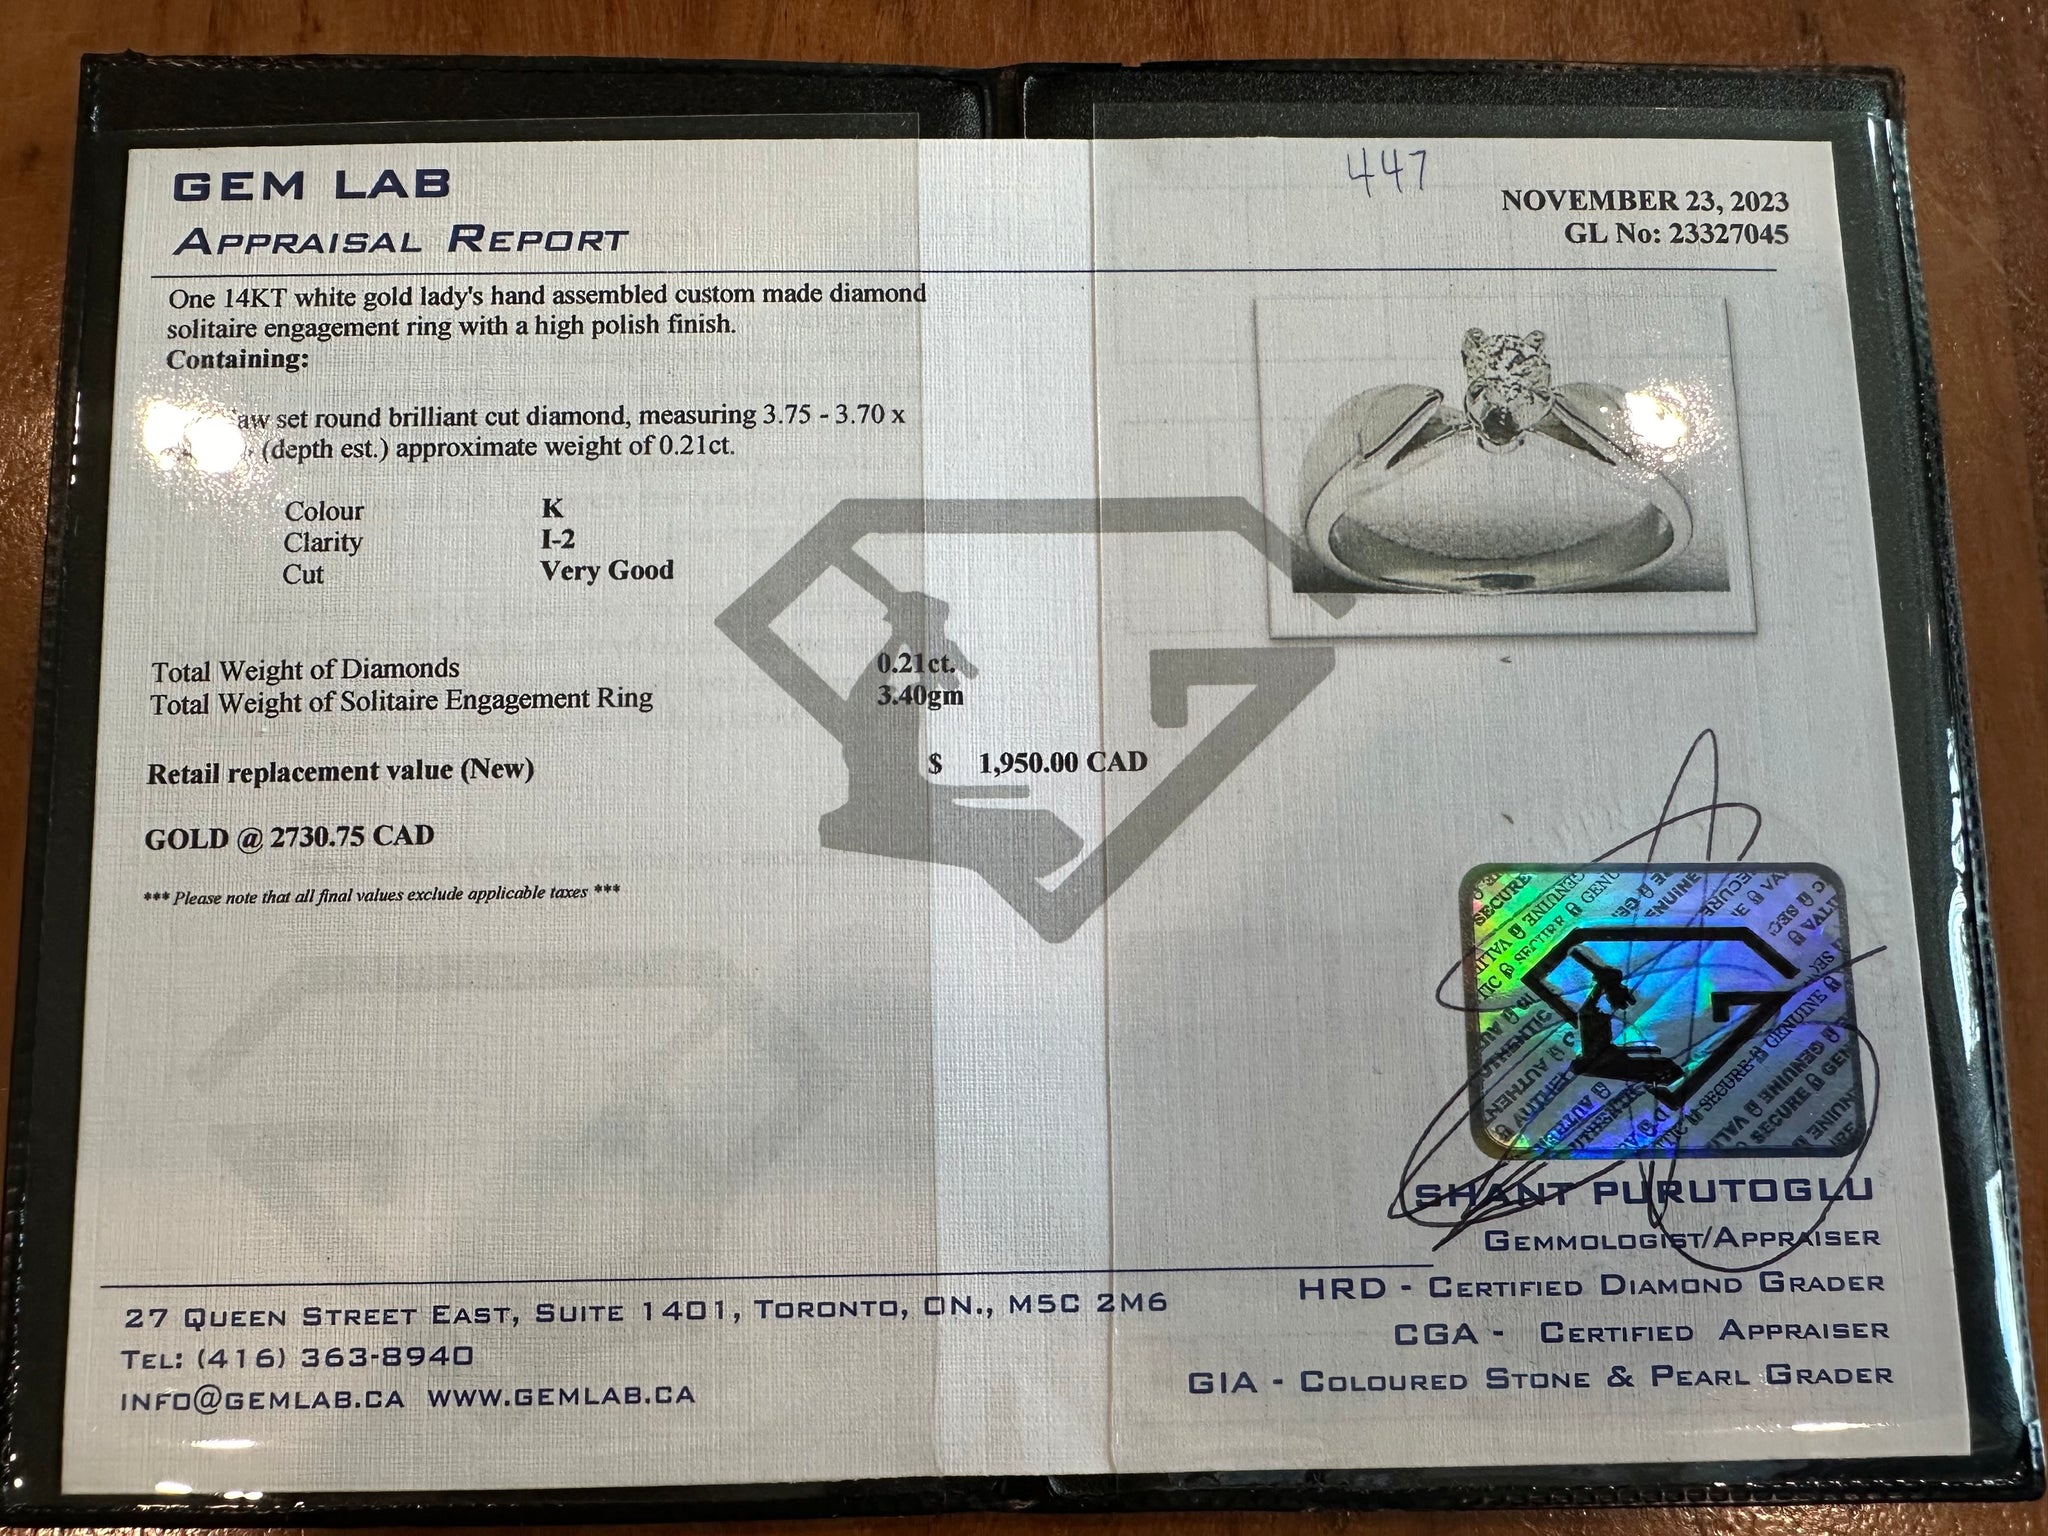 GEM LAB
APPRAISAL REPORT
447
NOVEMBER 23, 2023
GL No: 23327045
One 14KT white gold lady's hand assembled custom made diamond
solitaire engagement ring with a high polish finish.
Containing:
set round brilliant cut diamond, measuring 3.75 - 3.70 x
(depth est.) approximate weight of 0.21ct.
Colour K
Clarity I-2
Cut Very Good
Total Weight of Diamonds 0.21ct.
Total Weight of Solitaire Engagement Ring 3.40gm
Retail replacement value (New) $ 1,950.00 CAD
GOLD @ 2730.75 CAD
*** Please note that all final values exclude applicable taxes ***
SHANT PURUTOGLU
GEMMOLOGIST/APPRAISER
HRD - CERTIFIED DIAMOND GRADER
CGA - CERTIFIED APPRAISER
GIA - COLOURED STONE & PEARL GRADER
27 QUEEN STREET EAST, SUITE 1401, TORONTO, ON., M5C 2M6
TEL: (416) 363-8940
INFO@GEMLAB.CA WWW.GEMLAB.CA